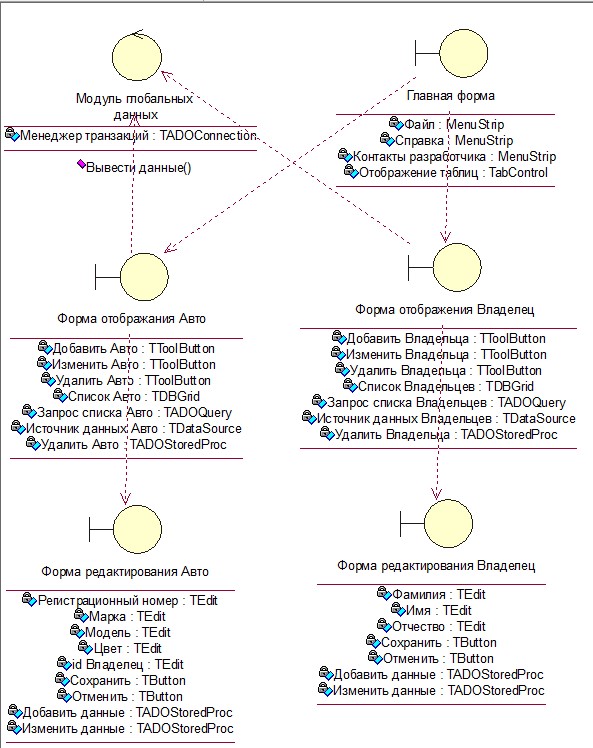 Модуль глобальных
данных
Менеджер транзакций : TADOConnection
Вывести данные()
Главная форма
Файл : MenuStrip
Справка : MenuStrip
Контакты разработчика : MenuStrip
Отображение таблиц : TabControl
Форма отображания Авто
Добавить Авто : TToolButton
Изменить Авто : TToolButton
Удалить Авто : TToolButton
Список Авто : TDBGrid
Запрос списка Авто : TADOQuery
Источник данных Авто : TDataSource
Удалить Авто : TADOStoredProc
Форма отображения Владелец
Добавить Владельца : TToolButton
Изменить Владельца : TToolButton
Удалить Владельца : TToolButton
Список Владельцев : TDBGrid
Запрос списка Владельцев : TADOQuery
Источник данных Владельцев : TDataSource
Удалить Владельца : TADOStoredProc
Форма редактирования Авто
Регистрационный номер : TEdit
Марка : TEdit
Модель : TEdit
Цвет : TEdit
id Владелец : TEdit
Сохранить : TButton
Отменить : TButton
Добавить данные : TADOStoredProc
Изменить данные : TADOStoredProc
Форма редактирования Владелец
Фамилия : TEdit
Имя : TEdit
Отчество : TEdit
Сохранить : TButton
Отменить : TButton
Добавить данные : TADOStoredProc
Изменить данные : TADOStoredProc